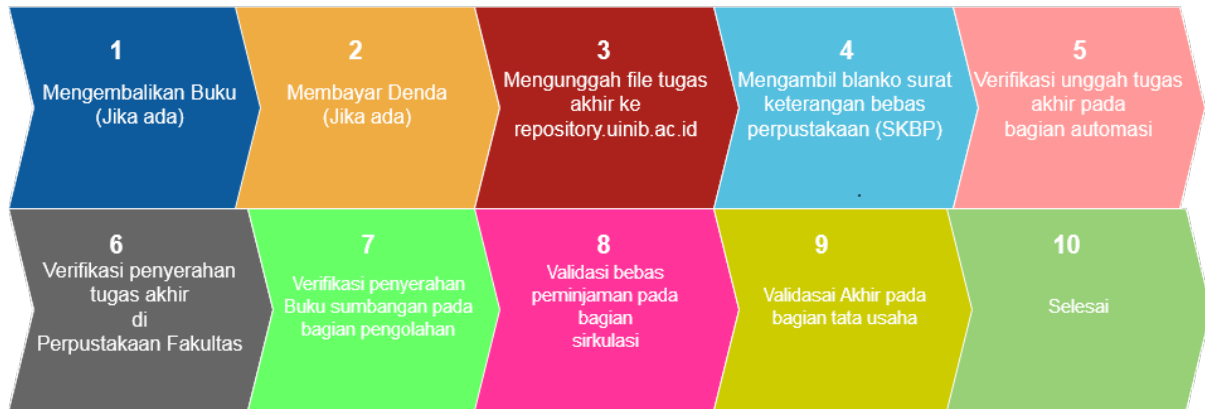 1
Mengembalikan Buku
(Jika ada)
2
Membayar Denda
(Jika ada)
3
Mengunggah file tugas
akhir ke
repository.uinib.ac.id
4
Mengambil blanko surat
keterangan bebas
perpustakaan (SKBP)
.
5
Verifikasi unggah tugas
akhir pada
bagian automasi
6
Verifikasi penyerahan
tugas akhir
di
Perpustakaan Fakultas
7
Verifikasi penyerahan
Buku sumbangan pada
bagian pengolahan
8
Validasi bebas
peminjaman pada
bagian
sirkulasi
9
Validasai Akhir pada
bagian tata usaha
10
Selesai